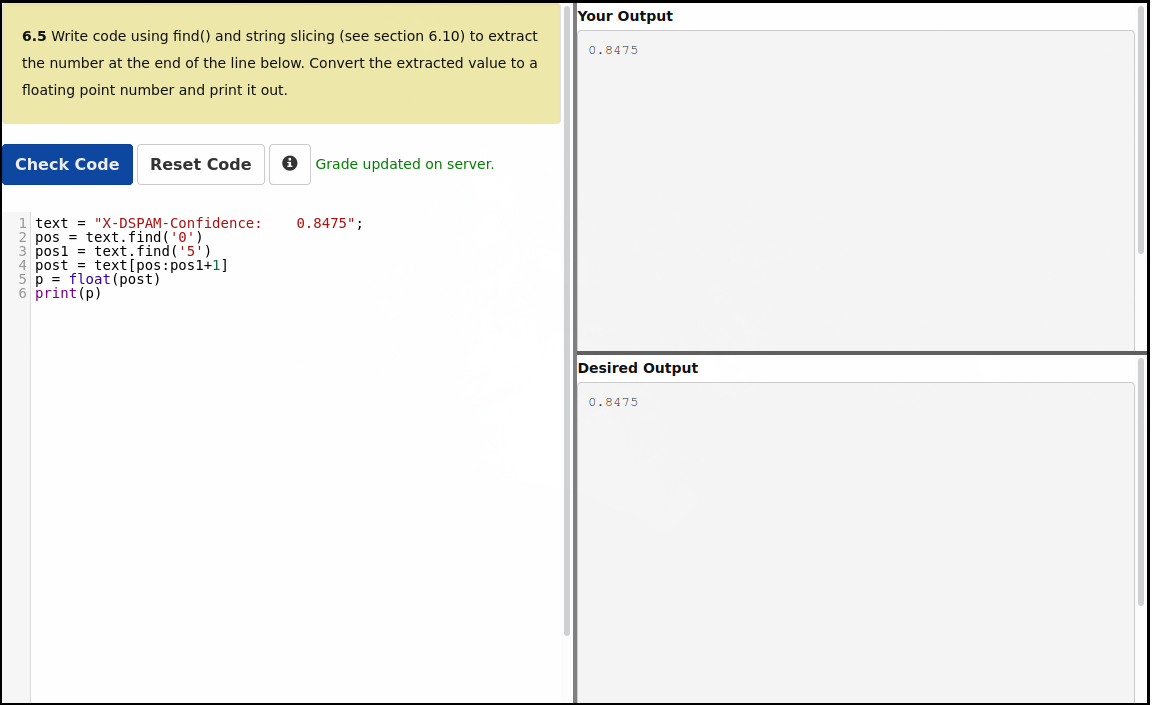 6.5 Write code using find() and string slicing (see section 6.10) to extract
the number at the end of the line below. Convert the extracted value to a
floating point number and print it out.
Check Code
Reset Code
Grade updated on server.
1 text = "X-DSPAM-Confidence:    0.8475";
2 pos = text.find('0')
3 pos1 = text.find('5')
4 post = text[pos:pos1+1]
5 p = float(post)
6 print(p)
Your Output
0.8475
Desired Output
0.8475